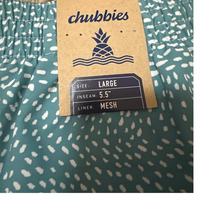 chubbies
SIZE: LARGE
INSEAM: 5.5"
LINER: MESH